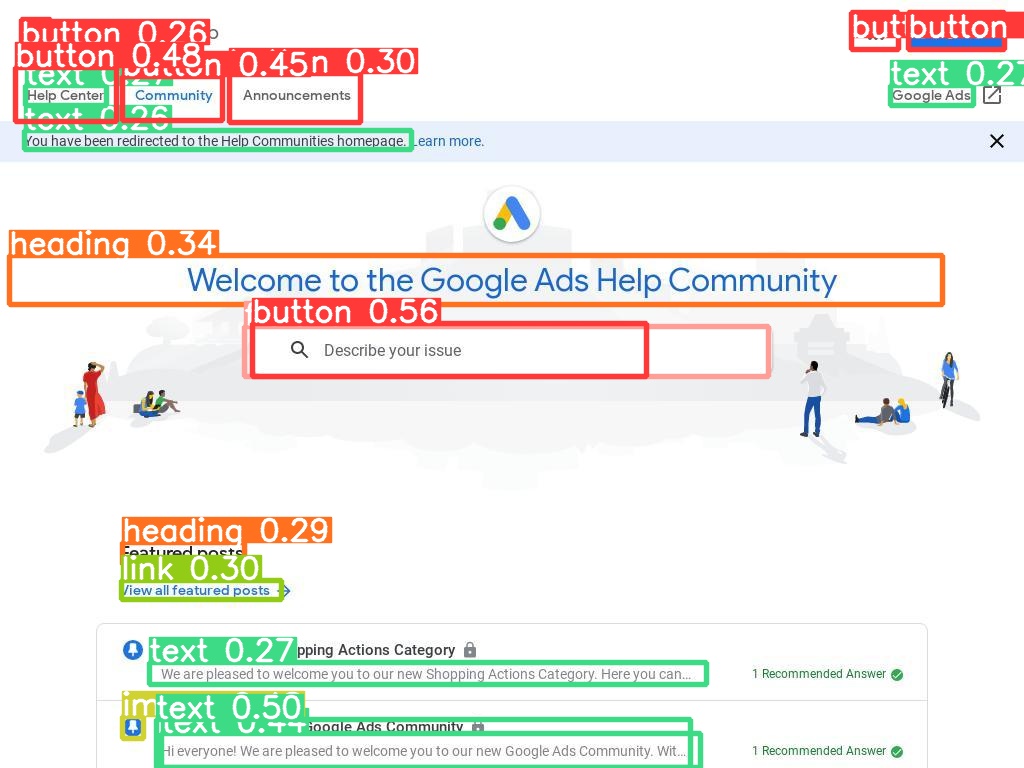 button 0.26
button
button 0.48
0.45
0.30
text 0.27
Help Center
Community
Announcements
Google Ads
text 0.26
You have been redirected to the Help Communities homepage. Learn more.
heading 0.34
Welcome to the Google Ads Help Community
button 0.56
Describe your issue
heading 0.29
Featured posts
link 0.30
View all featured posts
text 0.27
Actions Category
We are pleased to welcome you to our new Shopping Actions Category. Here you can…
1 Recommended Answer
text 0.50
text 0.44
Google Ads Community
Hi everyone! We are pleased to welcome you to our new Google Ads Community. Wit…
1 Recommended Answer